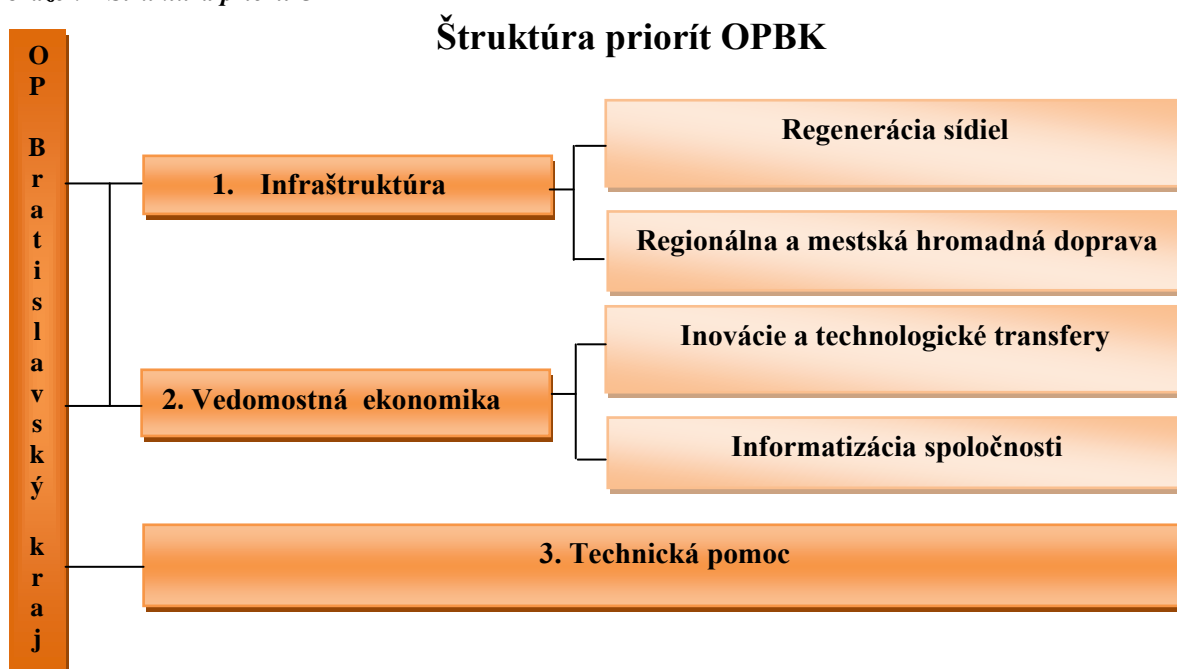 Štruktúra priorít OPBK
OP Bratislavský kraj
Regenerácia sídiel
1. Infraštruktúra
Regionálna a mestská hromadná doprava
Inovácie a technologické transfery
2. Vedomostná ekonomika
Informatizácia spoločnosti
3. Technická pomoc